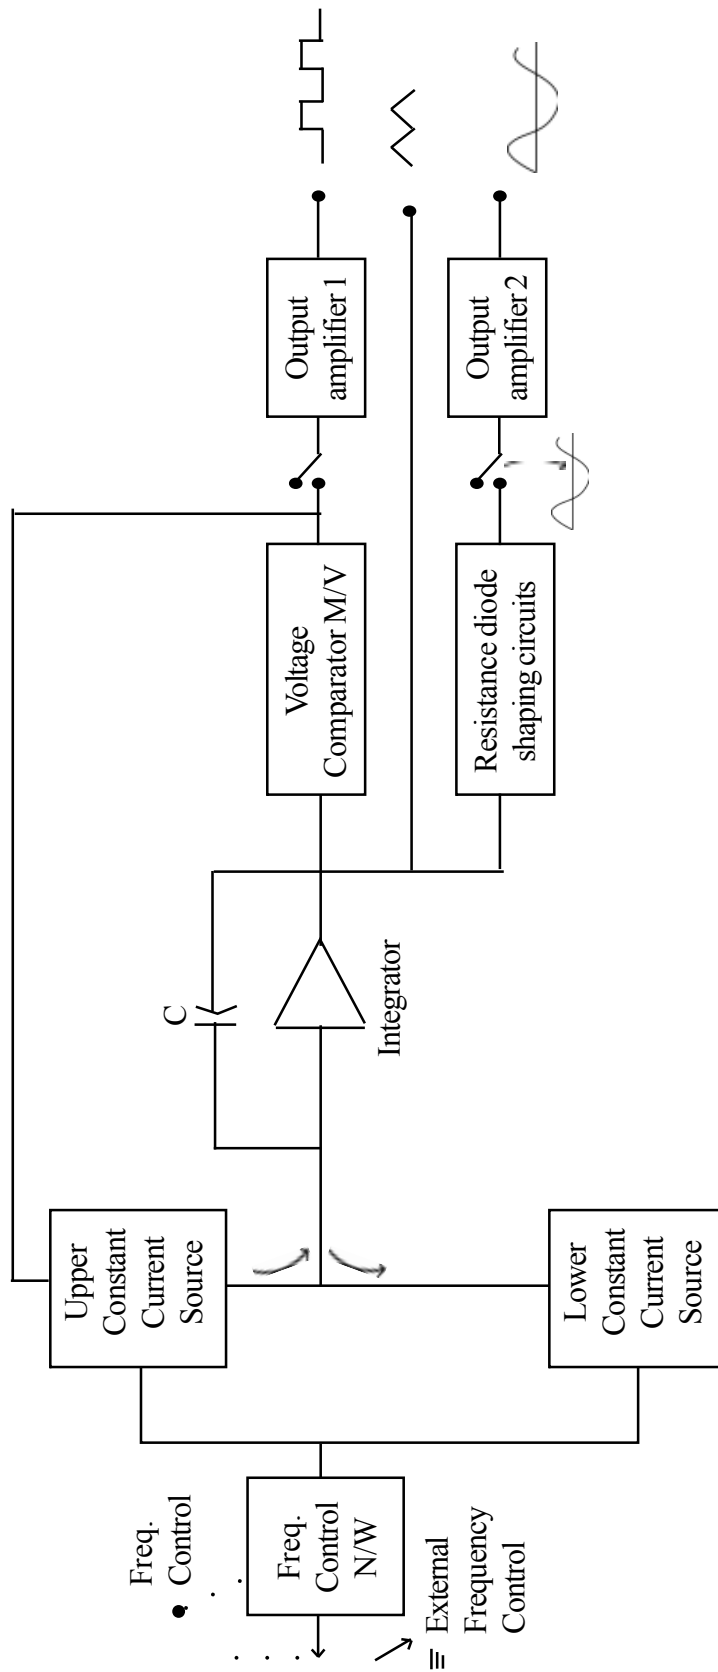 Freq.
Control
Freq.
Control
N/W
External
Frequency
Control
Upper
Constant
Current
Source
Lower
Constant
Current
Source
C
Integrator
Voltage
Comparator M/V
Resistance diode
shaping circuits
Output
amplifier 1
Output
amplifier 2